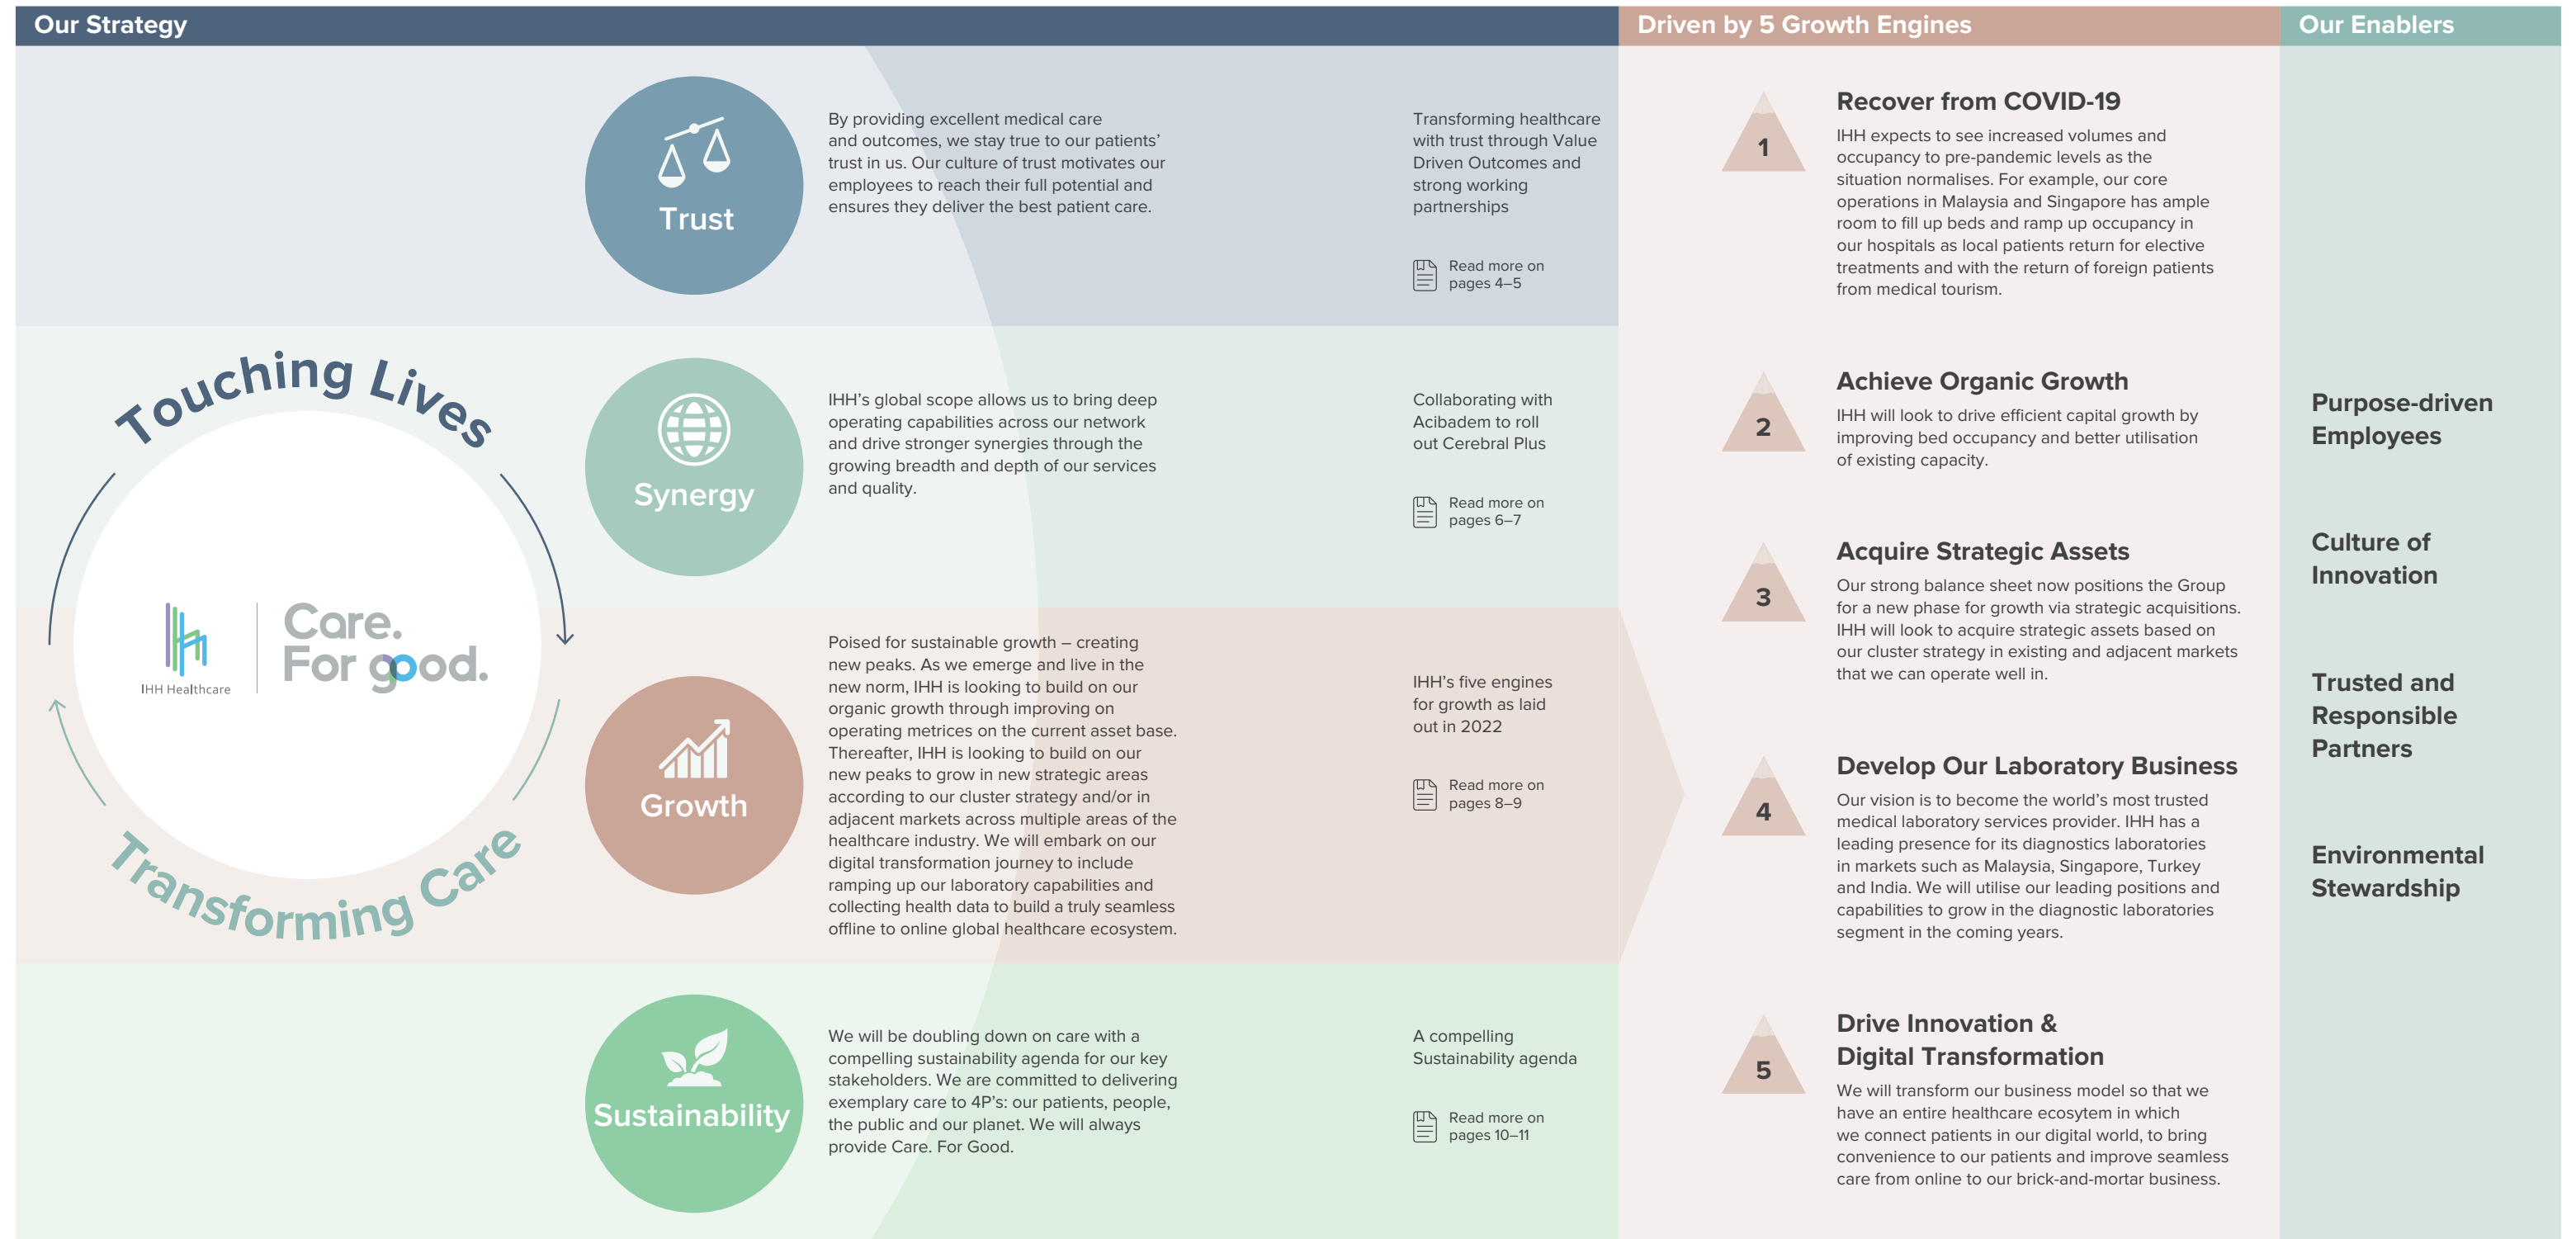 Our Strategy
Driven by 5 Growth Engines
Our Enablers
Touching Lives
IHH Healthcare
Care.
For good.
Transforming Care
Trust
By providing excellent medical care
and outcomes, we stay true to our patients’
trust in us. Our culture of trust motivates our
employees to reach their full potential and
ensures they deliver the best patient care.
Transforming healthcare
with trust through Value
Driven Outcomes and
strong working
partnerships
Read more on
pages 4–5
Synergy
IHH’s global scope allows us to bring deep
operating capabilities across our network
and drive stronger synergies through the
growing breadth and depth of our services
and quality.
Collaborating with
Acibadem to roll
out Cerebral Plus
Read more on
pages 6–7
Growth
Poised for sustainable growth – creating
new peaks. As we emerge and live in the
new norm, IHH is looking to build on our
organic growth through improving on
operating metrices on the current asset base.
Thereafter, IHH is looking to build on our
new peaks to grow in new strategic areas
according to our cluster strategy and/or in
adjacent markets across multiple areas of the
healthcare industry. We will embark on our
digital transformation journey to include
ramping up our laboratory capabilities and
collecting health data to build a truly seamless
offline to online global healthcare ecosystem.
IHH’s five engines
for growth as laid
out in 2022
Read more on
pages 8–9
Sustainability
We will be doubling down on care with a
compelling sustainability agenda for our key
stakeholders. We are committed to delivering
exemplary care to 4P’s: our patients, people,
the public and our planet. We will always
provide Care. For Good.
A compelling
Sustainability agenda
Read more on
pages 10–11
1
Recover from COVID-19
IHH expects to see increased volumes and
occupancy to pre-pandemic levels as the
situation normalises. For example, our core
operations in Malaysia and Singapore has ample
room to fill up beds and ramp up occupancy in
our hospitals as local patients return for elective
treatments and with the return of foreign patients
from medical tourism.
2
Achieve Organic Growth
IHH will look to drive efficient capital growth by
improving bed occupancy and better utilisation
of existing capacity.
3
Acquire Strategic Assets
Our strong balance sheet now positions the Group
for a new phase for growth via strategic acquisitions.
IHH will look to acquire strategic assets based on
our cluster strategy in existing and adjacent markets
that we can operate well in.
4
Develop Our Laboratory Business
Our vision is to become the world’s most trusted
medical laboratory services provider. IHH has a
leading presence for its diagnostics laboratories
in markets such as Malaysia, Singapore, Turkey
and India. We will utilise our leading positions and
capabilities to grow in the diagnostic laboratories
segment in the coming years.
5
Drive Innovation &
Digital Transformation
We will transform our business model so that we
have an entire healthcare ecosytem in which
we connect patients in our digital world, to bring
convenience to our patients and improve seamless
care from online to our brick-and-mortar business.
Purpose-driven
Employees
Culture of
Innovation
Trusted and
Responsible
Partners
Environmental
Stewardship